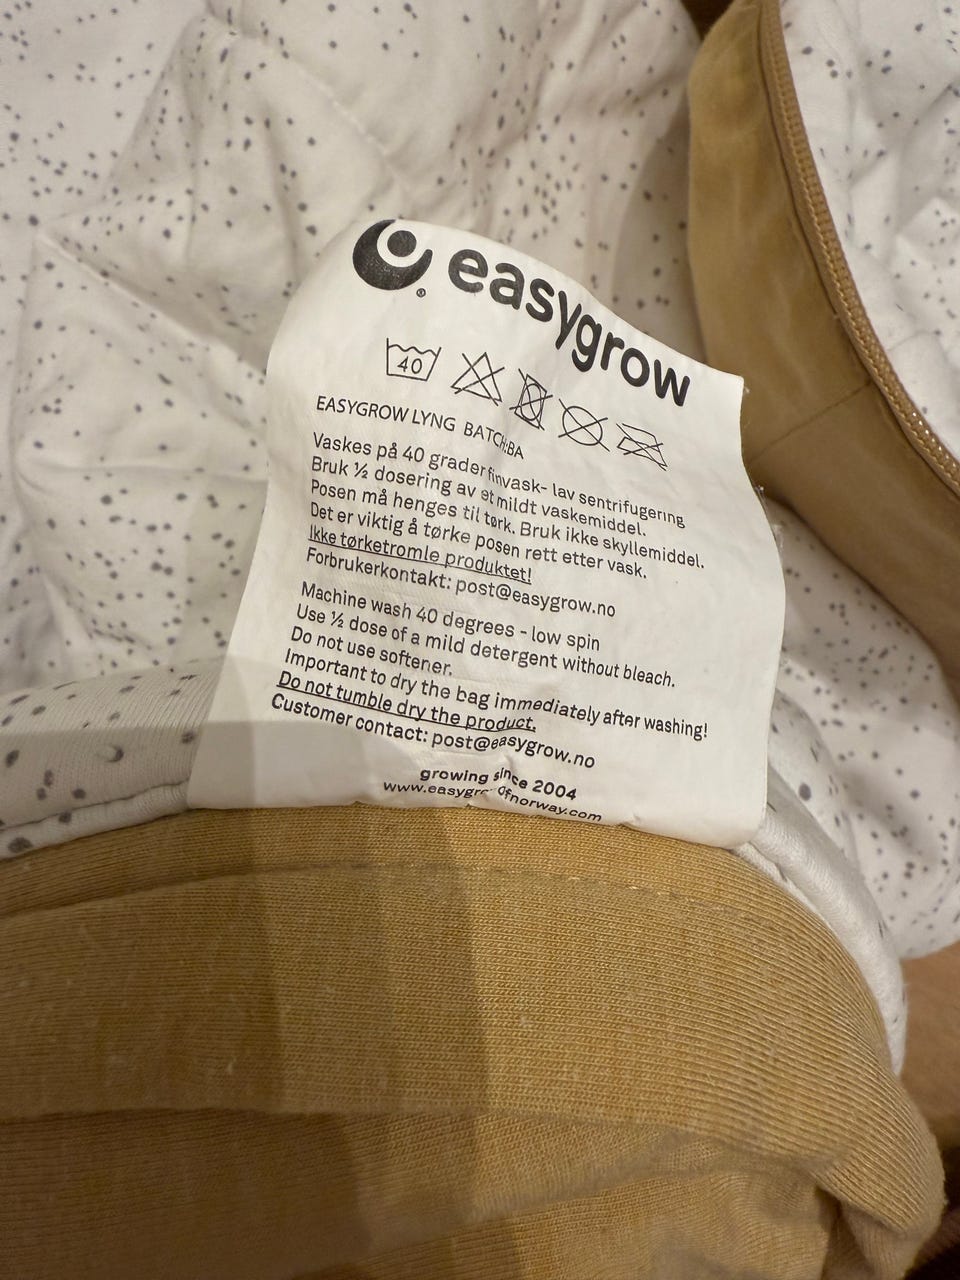 easygrow
®
40
EASYGROW LYNG BATCH:BA
Vaskes på 40 grader finvask- lav sentrifugering
Bruk ½ dosering av et mildt vaskemiddel.
Posen må henges til tørk. Bruk ikke skyllemiddel.
Det er viktig å tørke posen rett etter vask.
Ikke tørketromle produktet!
Forbrukerkontakt: post@easygrow.no
Machine wash 40 degrees - low spin
Use ½ dose of a mild detergent without bleach.
Do not use softener.
Important to dry the bag immediately after washing!
Do not tumble dry the product.
Customer contact: post@easygrow.no
growing since 2004